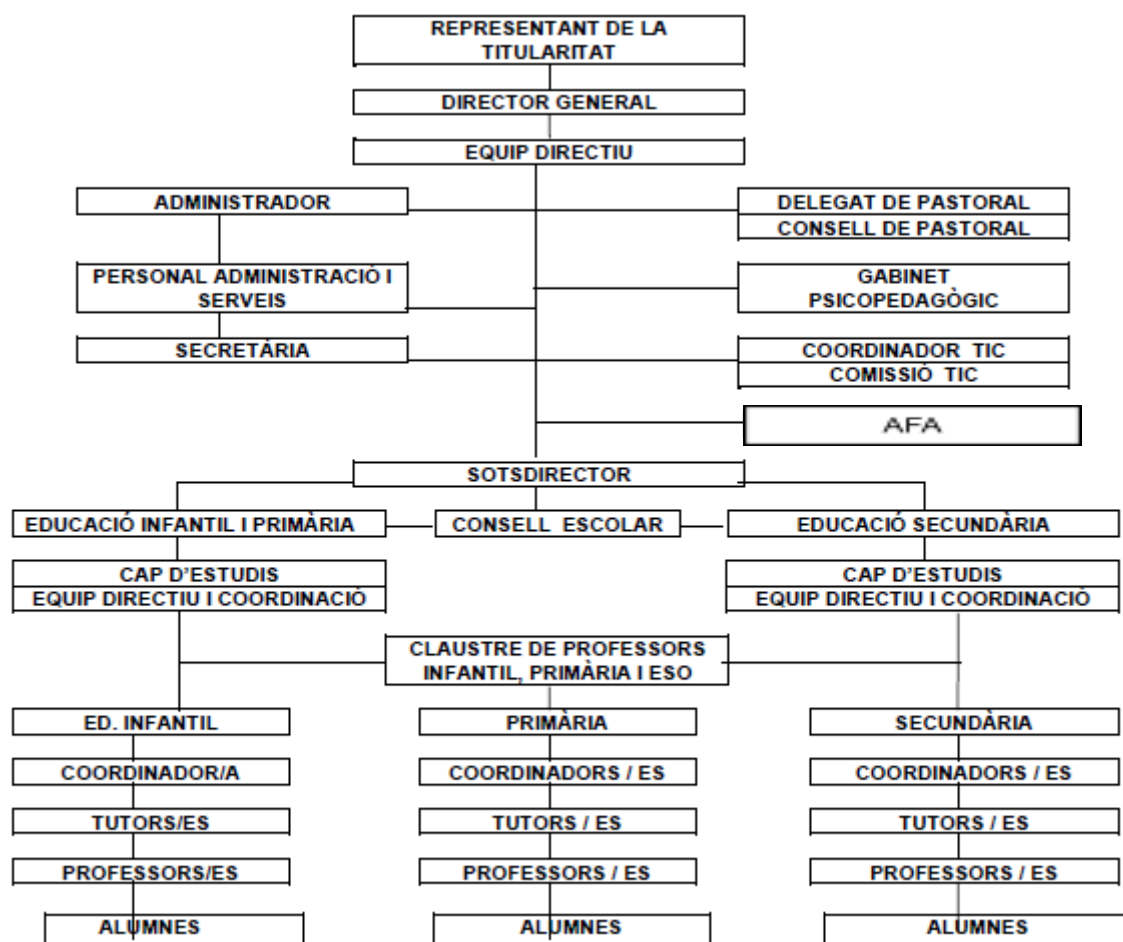 REPRESENTANT DE LA
TITULARITAT
DIRECTOR GENERAL
EQUIP DIRECTIU
ADMINISTRADOR
DELEGAT DE PASTORAL
CONSELL DE PASTORAL
PERSONAL ADMINISTRACIÓ I
SERVEIS
GABINET
PSICOPEDAGÒGIC
SECRETÀRIA
COORDINADOR TIC
COMISSIÓ TIC
AFA
SOTSDIRECTOR
EDUCACIÓ INFANTIL I PRIMÀRIA
CONSELL ESCOLAR
EDUCACIÓ SECUNDÀRIA
CAP D'ESTUDIS
EQUIP DIRECTIU I COORDINACIÓ
CAP D'ESTUDIS
EQUIP DIRECTIU I COORDINACIÓ
CLAUSTRE DE PROFESSORS
INFANTIL, PRIMÀRIA I ESO
ED. INFANTIL
PRIMÀRIA
SECUNDÀRIA
COORDINADOR/A
COORDINADORS / ES
COORDINADORS / ES
TUTORS/ES
TUTORS / ES
TUTORS / ES
PROFESSORS/ES
PROFESSORS / ES
PROFESSORS / ES
ALUMNES
ALUMNES
ALUMNES